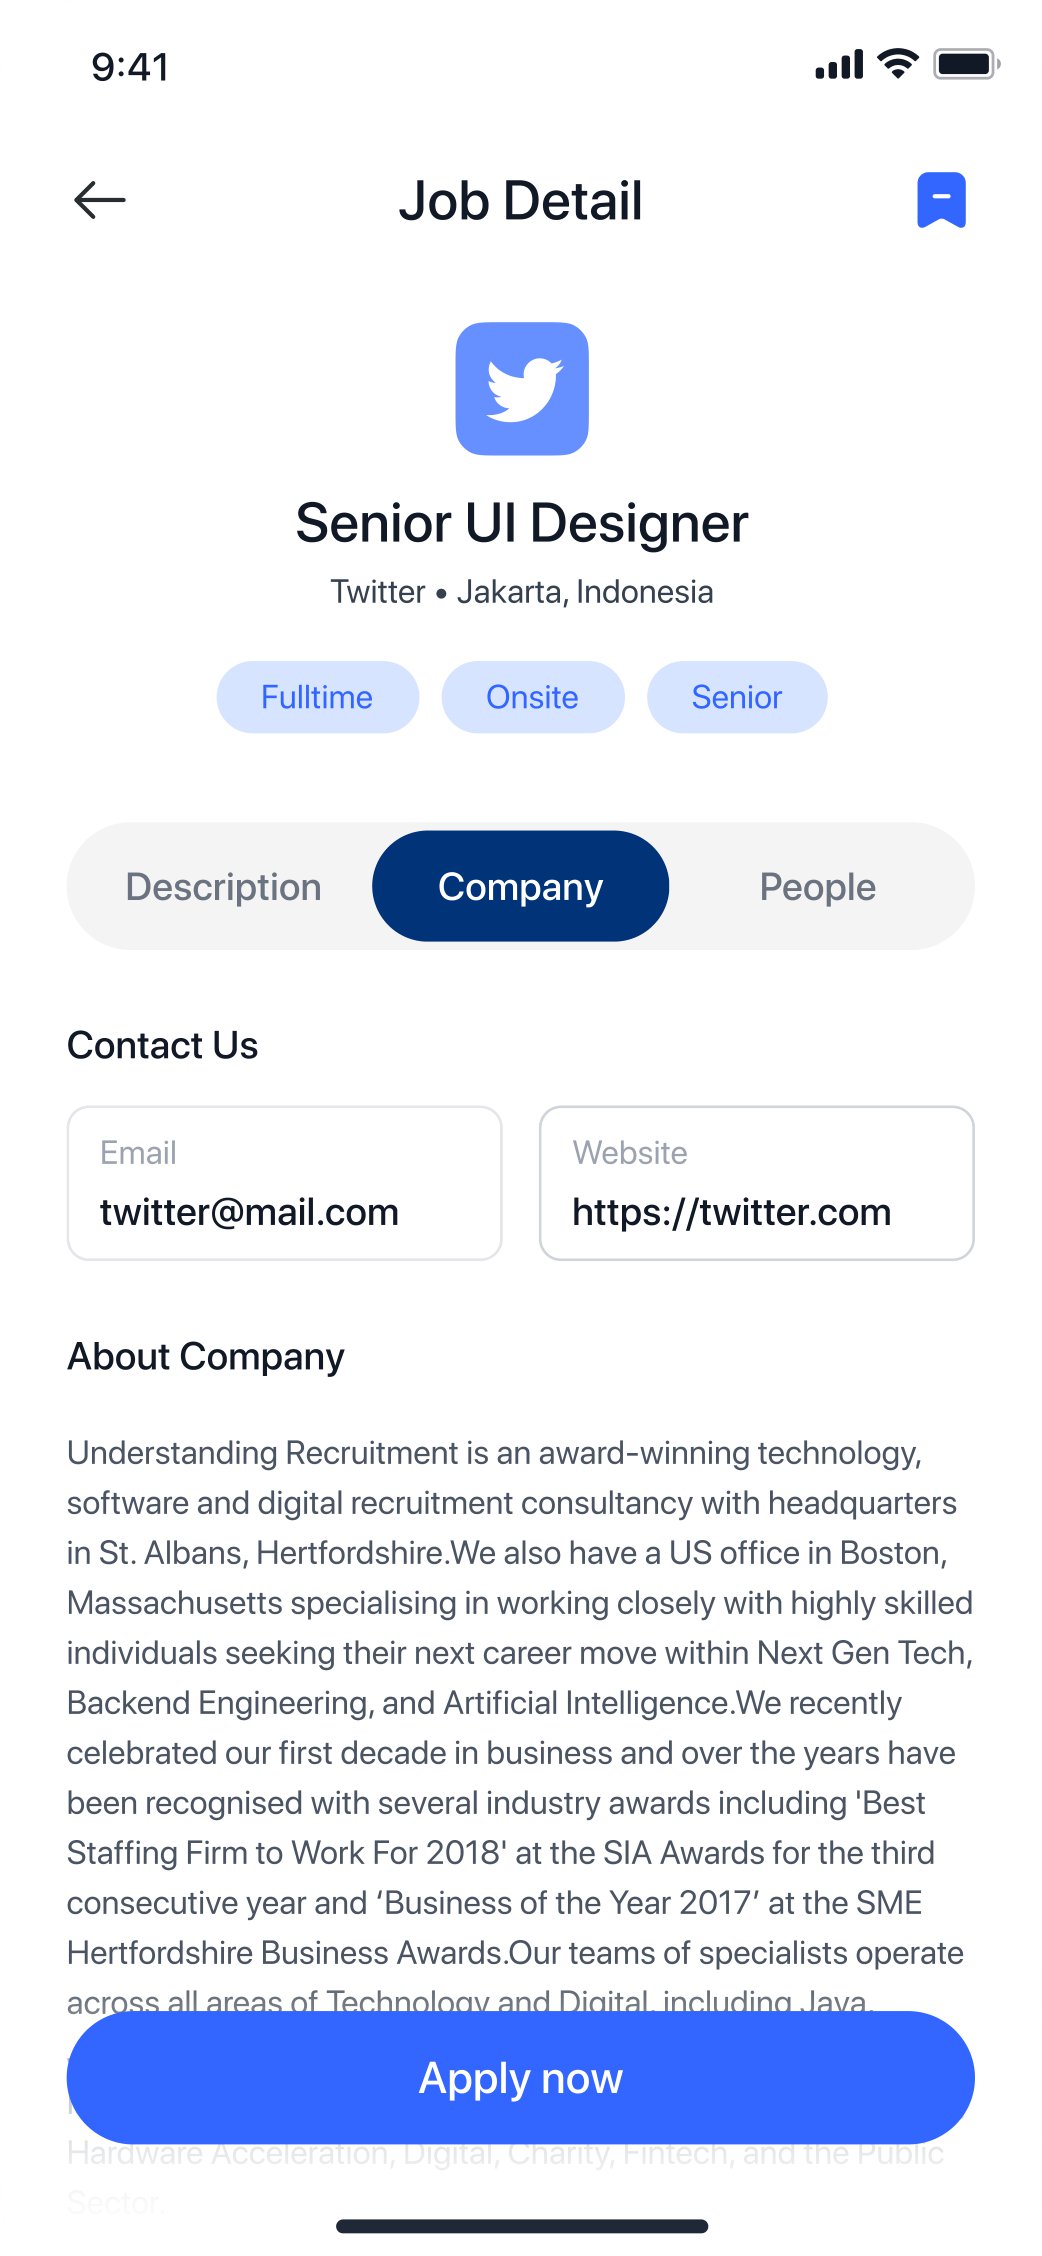 9:41
Job Detail
Senior UI Designer
Twitter • Jakarta, Indonesia
Fulltime
Onsite
Senior
Description
Company
People
Contact Us
Email
twitter@mail.com
Website
https://twitter.com
About Company
Understanding Recruitment is an award-winning technology,
software and digital recruitment consultancy with headquarters
in St. Albans, Hertfordshire.We also have a US office in Boston,
Massachusetts specialising in working closely with highly skilled
individuals seeking their next career move within Next Gen Tech,
Backend Engineering, and Artificial Intelligence.We recently
celebrated our first decade in business and over the years have
been recognised with several industry awards including 'Best
Staffing Firm to Work For 2018' at the SIA Awards for the third
consecutive year and ‘Business of the Year 2017’ at the SME
Hertfordshire Business Awards.Our teams of specialists operate
across all areas of Technology and Digital, including Java,
Apply now
Hardware Acceleration, Digital, Charity, Fintech, and the Public
Sector.